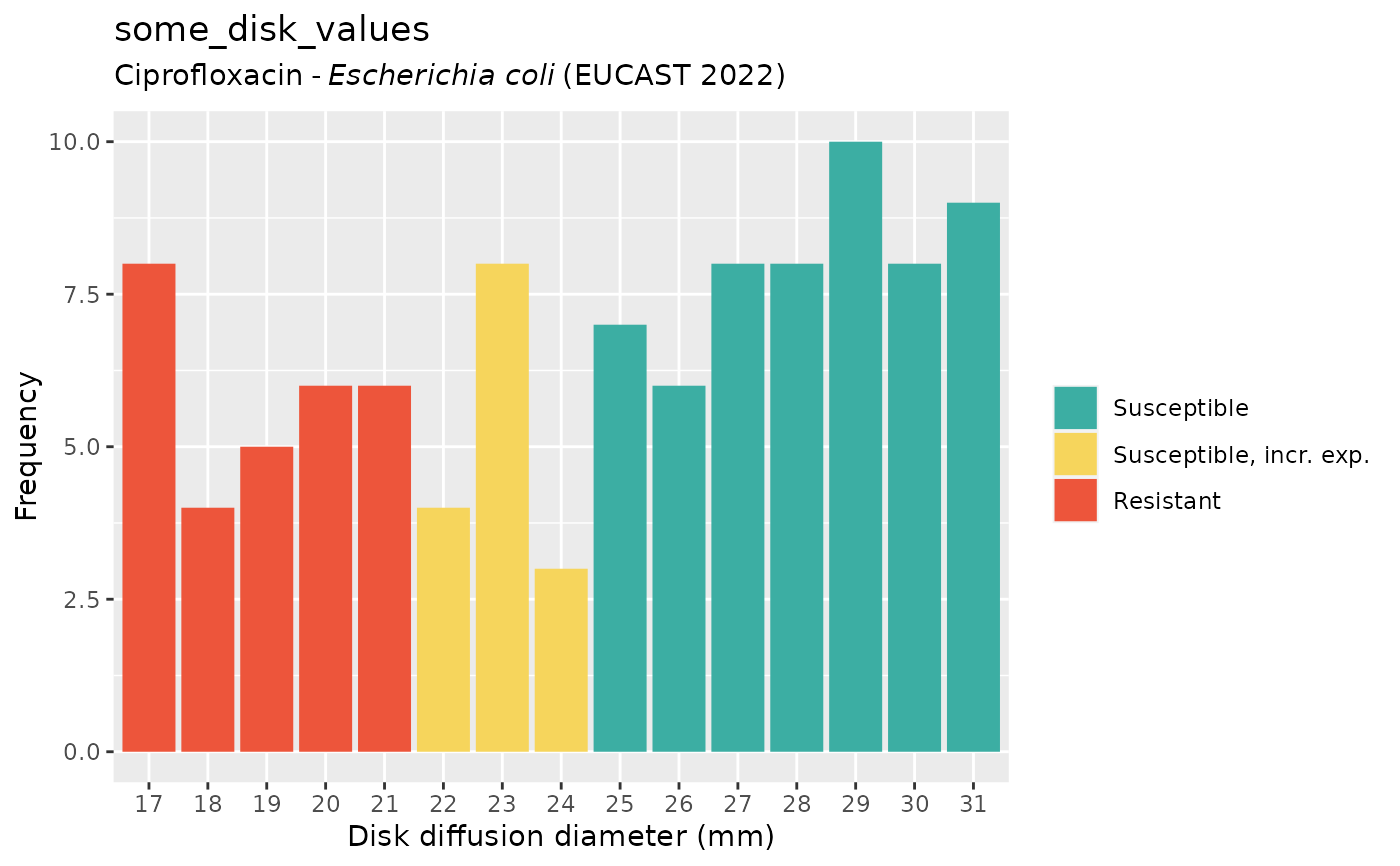 some_disk_values
Ciprofloxacin - Escherichia coli (EUCAST 2022)
10.0
7.5
5.0
2.5
0.0
Frequency
17 18 19 20 21 22 23 24 25 26 27 28 29 30 31
Disk diffusion diameter (mm)
Susceptible
Susceptible, incr. exp.
Resistant